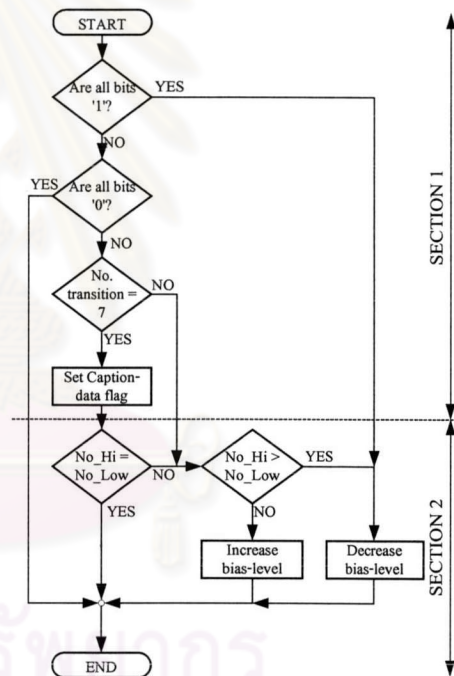 START
Are all bits
'1'?
YES
NO
Are all bits
'0'?
YES
NO
No.
transition =
7
NO
YES
Set Caption-
data flag
SECTION 1
No_Hi =
No_Low
NO
YES
No_Hi >
No_Low
YES
NO
Increase
bias-level
Decrease
bias-level
SECTION 2
END